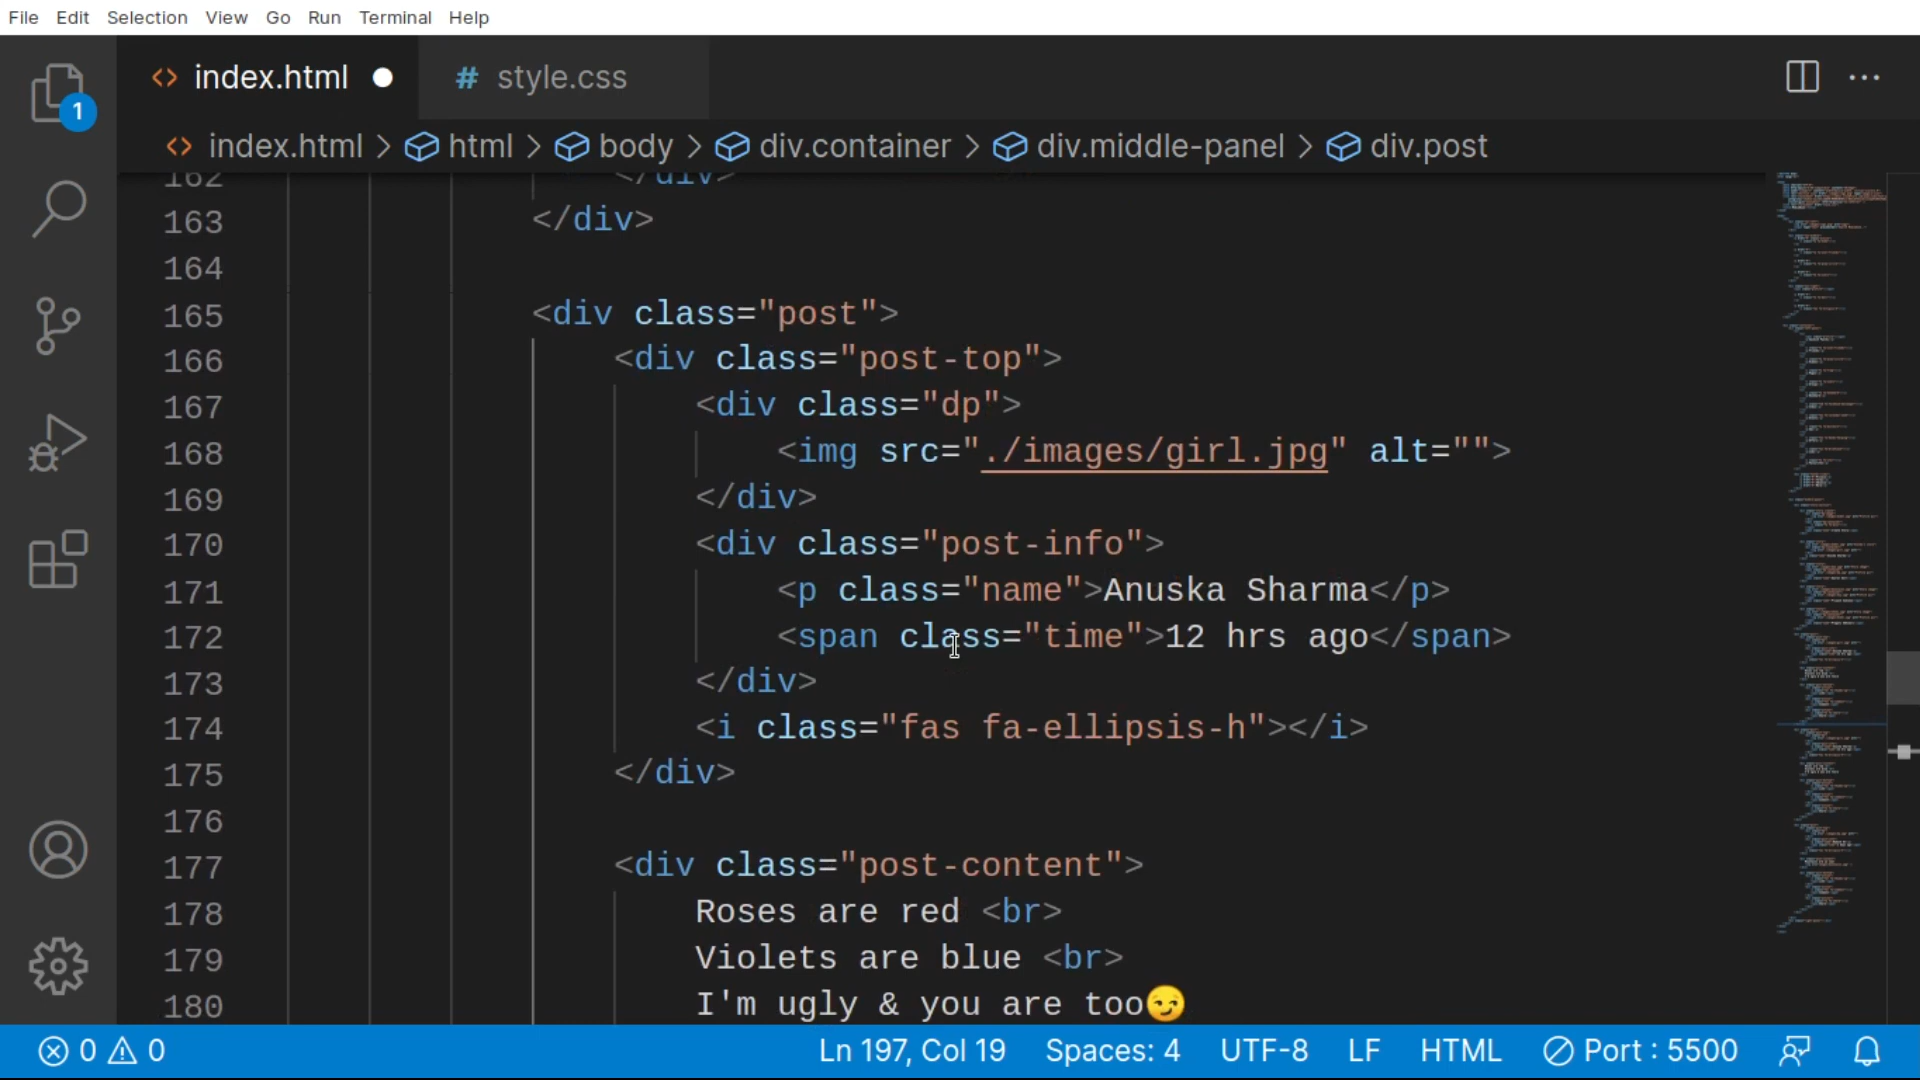 File Edit Selection View Go Run Terminal Help
index.html style.css
index.html > html > body > div.container > div.middle-panel > div.post
162 </div>
163 </div>
164
165 <div class="post">
166 <div class="post-top">
167 <div class="dp">
168 <img src="./images/girl.jpg" alt="">
169 </div>
170 <div class="post-info">
171 <p class="name">Anuska Sharma</p>
172 <span class="time">12 hrs ago</span>
173 </div>
174 <i class="fas fa-ellipsis-h"></i>
175 </div>
176
177 <div class="post-content">
178 Roses are red <br>
179 Violets are blue <br>
180 I'm ugly & you are too😏
1
0 0 Ln 197, Col 19 Spaces: 4 UTF-8 LF HTML Port : 5500